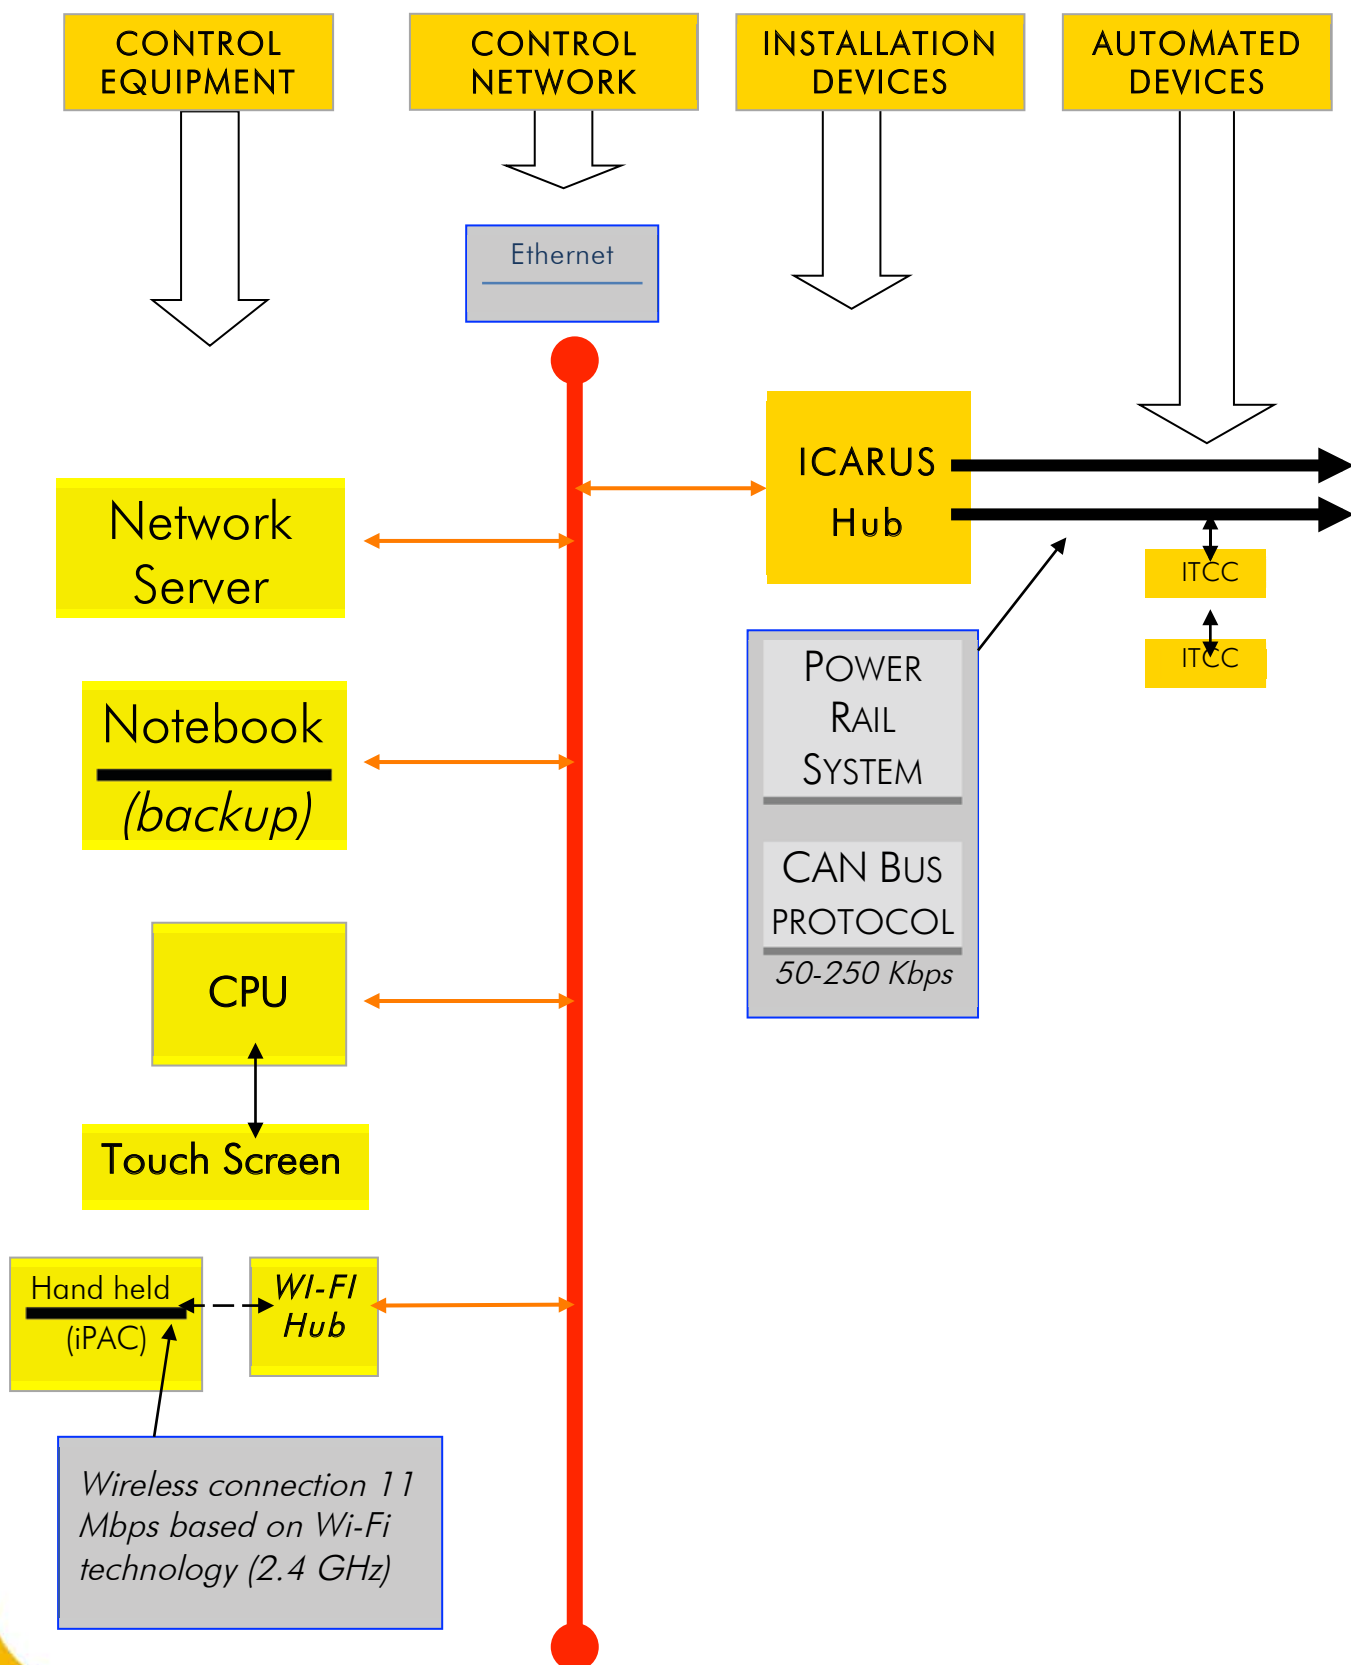 CONTROL
EQUIPMENT
CONTROL
NETWORK
INSTALLATION
DEVICES
AUTOMATED
DEVICES
Ethernet
ICARUS
Hub
Network
Server
ITCC
ITCC
POWER
RAIL
SYSTEM
CAN BUS
PROTOCOL
50-250 Kbps
Notebook
(backup)
CPU
Touch Screen
Hand held
(iPAC)
WI-FI
Hub
Wireless connection 11
Mbps based on Wi-Fi
technology (2.4 GHz)